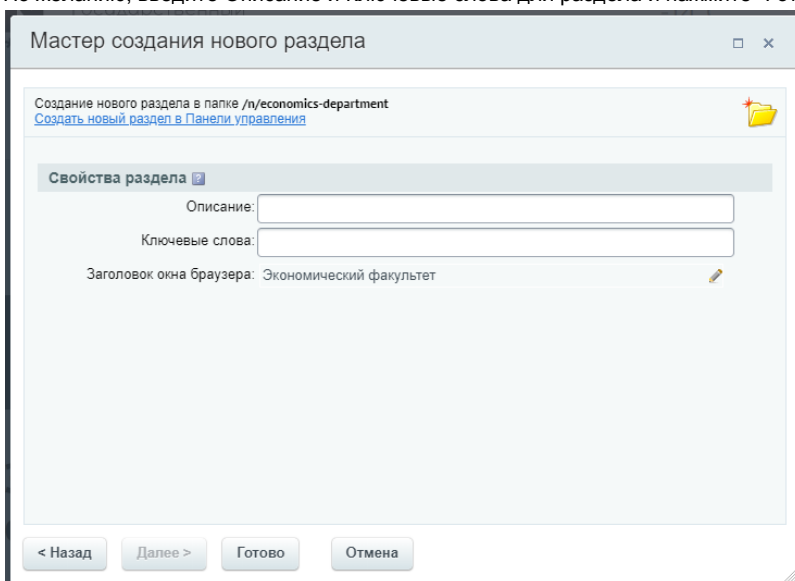 Мастер создания нового раздела
Создание нового раздела в папке /n/economics-department
Создать новый раздел в Панели управления
Свойства раздела ?
Описание:
Ключевые слова:
Заголовок окна браузера: Экономический факультет
< Назад Далее > Готово Отмена